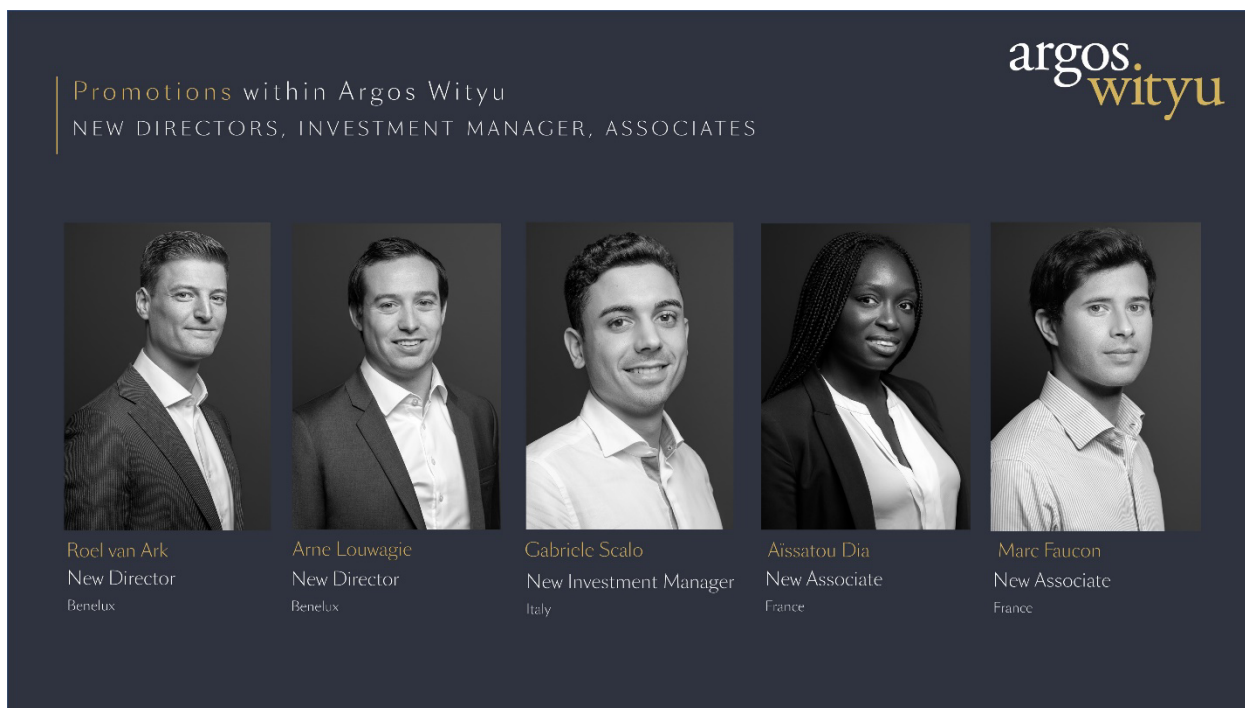 argos.
wityu
Promotions within Argos Wityu
NEW DIRECTORS, INVESTMENT MANAGER, ASSOCIATES
Roel van Ark
New Director
Benelux
Arne Louwagie
New Director
Benelux
Gabriele Scalo
New Investment Manager
Italy
Aïssatou Dia
New Associate
France
Marc Faucon
New Associate
France